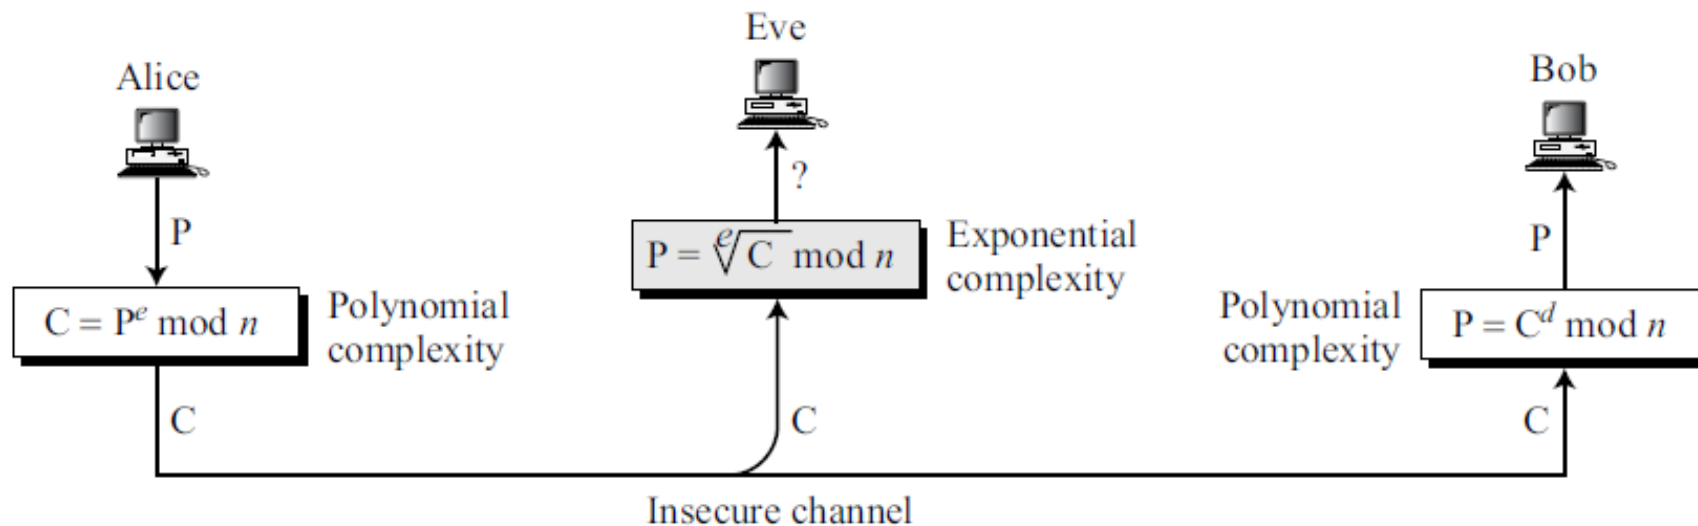 Eve
Alice
Bob
?
P
P
P = ᵉ√C mod n
Exponential
complexity
C = Pᵉ mod n
Polynomial
complexity
Polynomial
complexity
P = Cᵈ mod n
C
C
C
Insecure channel